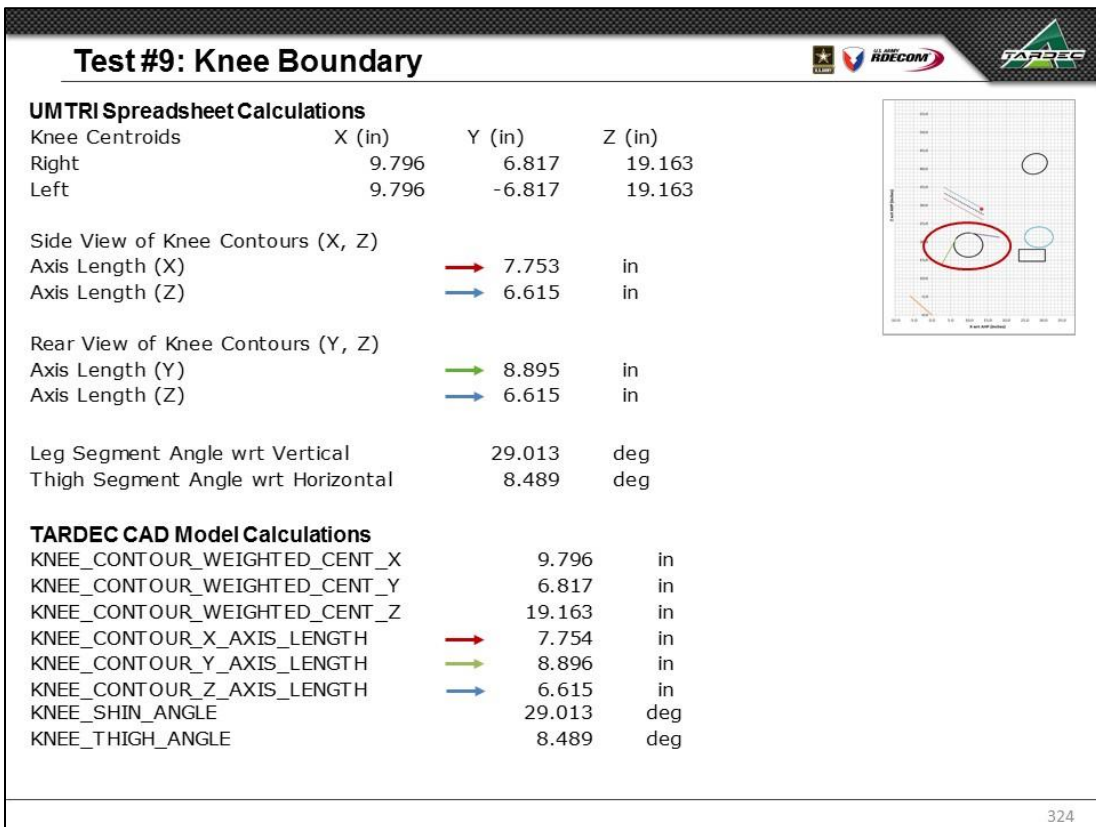 Test #9: Knee Boundary
U.S. ARMY
U.S. ARMY
RDECOM
TARDEC
UMTRI Spreadsheet Calculations
Knee Centroids X (in) Y (in) Z (in)
Right 9.796 6.817 19.163
Left 9.796 -6.817 19.163
Side View of Knee Contours (X, Z)
Axis Length (X) 7.753 in
Axis Length (Z) 6.615 in
Rear View of Knee Contours (Y, Z)
Axis Length (Y) 8.895 in
Axis Length (Z) 6.615 in
Leg Segment Angle wrt Vertical 29.013 deg
Thigh Segment Angle wrt Horizontal 8.489 deg
TARDEC CAD Model Calculations
KNEE_CONTOUR_WEIGHTED_CENT_X 9.796 in
KNEE_CONTOUR_WEIGHTED_CENT_Y 6.817 in
KNEE_CONTOUR_WEIGHTED_CENT_Z 19.163 in
KNEE_CONTOUR_X_AXIS_LENGTH 7.754 in
KNEE_CONTOUR_Y_AXIS_LENGTH 8.896 in
KNEE_CONTOUR_Z_AXIS_LENGTH 6.615 in
KNEE_SHIN_ANGLE 29.013 deg
KNEE_THIGH_ANGLE 8.489 deg
324